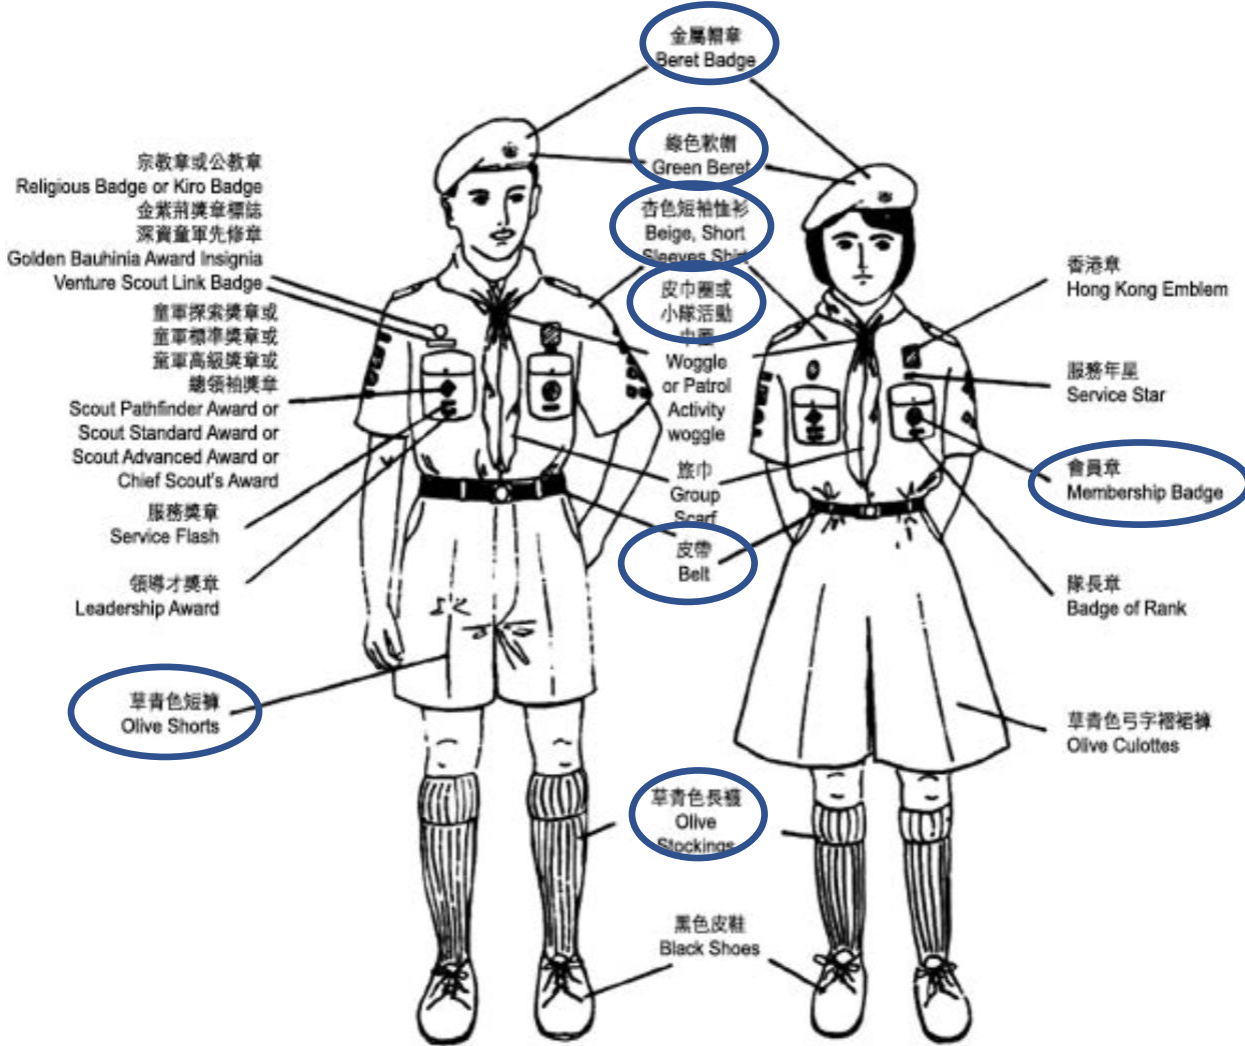 金屬帽章
Beret Badge
綠色軟帽
Green Beret
杏色短袖恤衫
Beige, Short
Sleeves Shirt
皮巾圈或
小隊活動
巾圈
Woggle
or Patrol
Activity
woggle
旅巾
Group
Scarf
皮帶
Belt
草青色長襪
Olive
Stockings
黑色皮鞋
Black Shoes
宗教章或公教章
Religious Badge or Kiro Badge
金紫荊獎章標誌
深資童軍先修章
Golden Bauhinia Award Insignia
Venture Scout Link Badge
童軍探索獎章或
童軍標準獎章或
童軍高級獎章或
總領袖獎章
Scout Pathfinder Award or
Scout Standard Award or
Scout Advanced Award or
Chief Scout's Award
服務獎章
Service Flash
領導才獎章
Leadership Award
草青色短褲
Olive Shorts
香港章
Hong Kong Emblem
服務年星
Service Star
會員章
Membership Badge
隊長章
Badge of Rank
草青色弓字褶裙褲
Olive Culottes